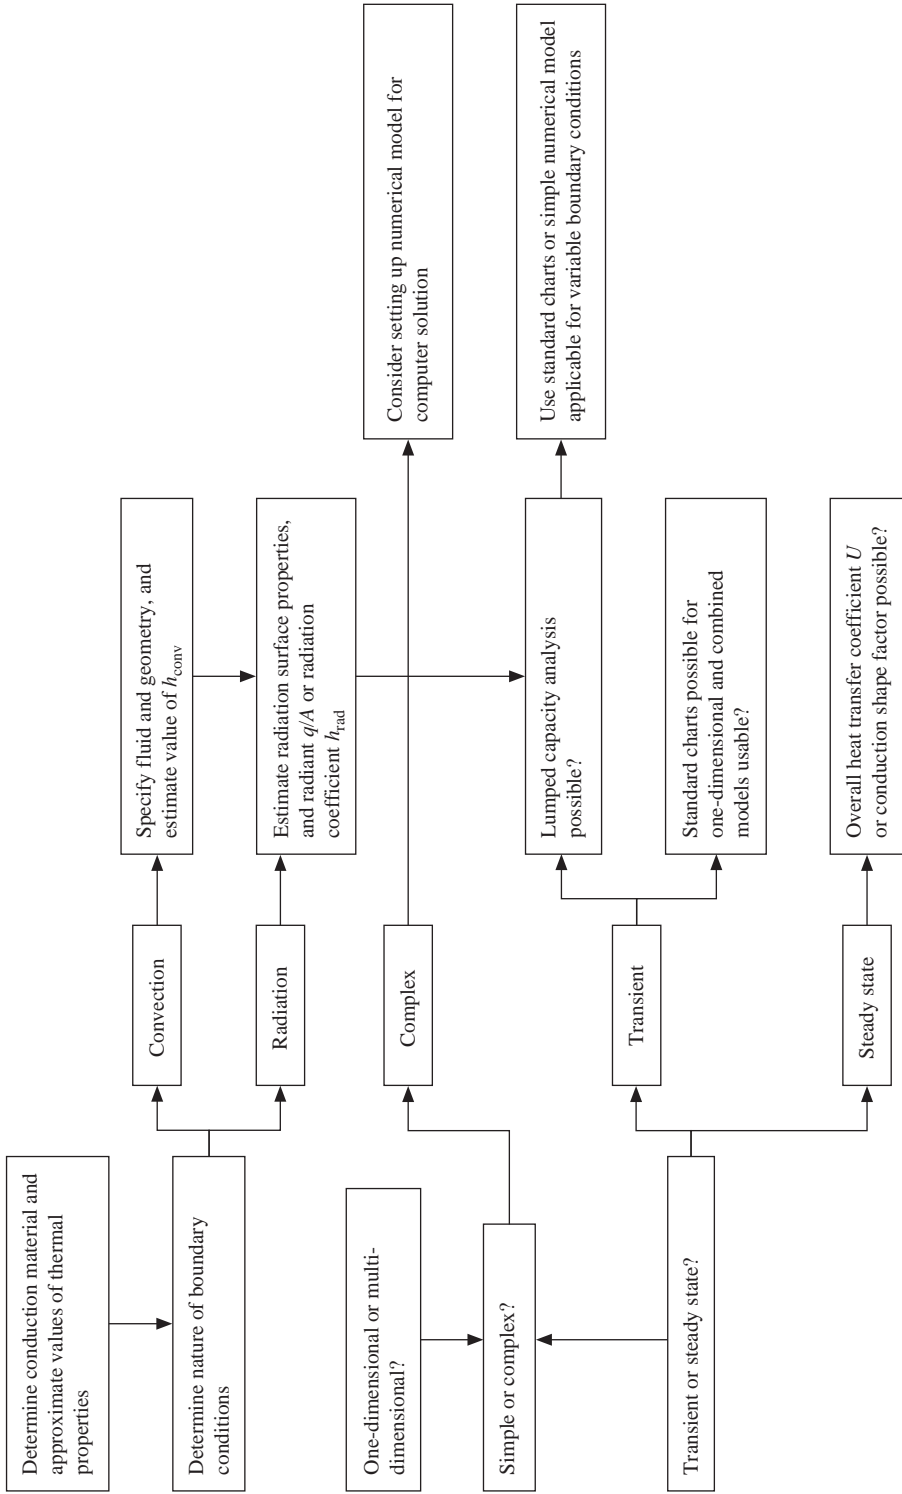 Determine conduction material and
approximate values of thermal
properties
Determine nature of boundary
conditions
Convection
Specify fluid and geometry, and
estimate value of hconv
Radiation
Estimate radiation surface properties,
and radiant q/A or radiation
coefficient hrad
One-dimensional or multi-
dimensional?
Simple or complex?
Complex
Consider setting up numerical model for
computer solution
Transient or steady state?
Transient
Lumped capacity analysis
possible?
Use standard charts or simple numerical model
applicable for variable boundary conditions
Standard charts possible for
one-dimensional and combined
models usable?
Steady state
Overall heat transfer coefficient U
or conduction shape factor possible?